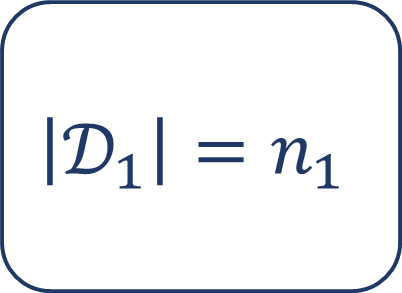 |𝒟₁| = n₁